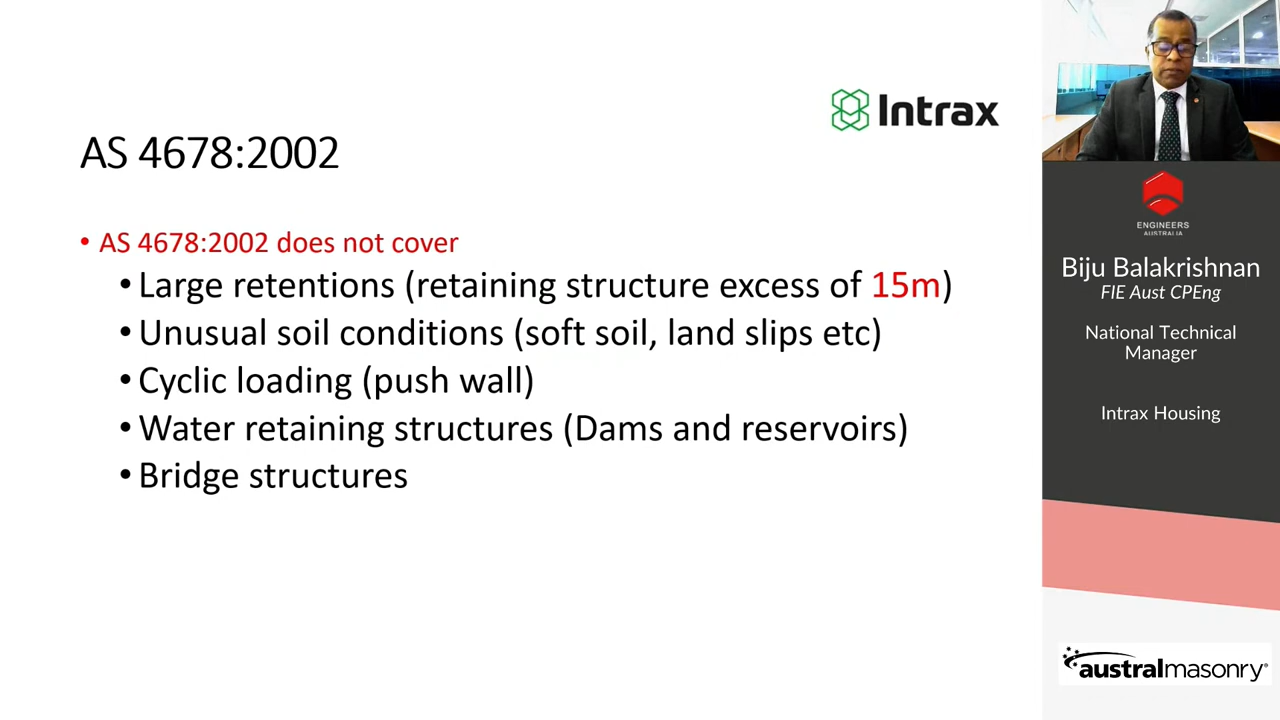 Intrax
AS 4678:2002
• AS 4678:2002 does not cover
• Large retentions (retaining structure excess of 15m)
• Unusual soil conditions (soft soil, land slips etc)
• Cyclic loading (push wall)
• Water retaining structures (Dams and reservoirs)
• Bridge structures
ENGINEERS
AUSTRALIA
Biju Balakrishnan
FIE Aust CPEng
National Technical
Manager
Intrax Housing
australmasonry®